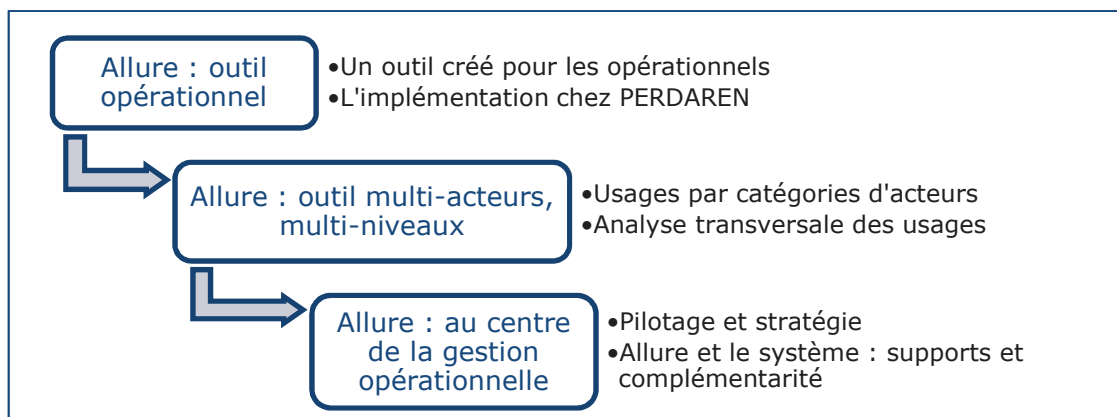 Allure : outil
opérationnel
•Un outil créé pour les opérationnels
•L'implémentation chez PERDAREN
Allure : outil multi-acteurs,
multi-niveaux
•Usages par catégories d'acteurs
•Analyse transversale des usages
Allure : au centre
de la gestion
opérationnelle
•Pilotage et stratégie
•Allure et le système : supports et
complémentarité